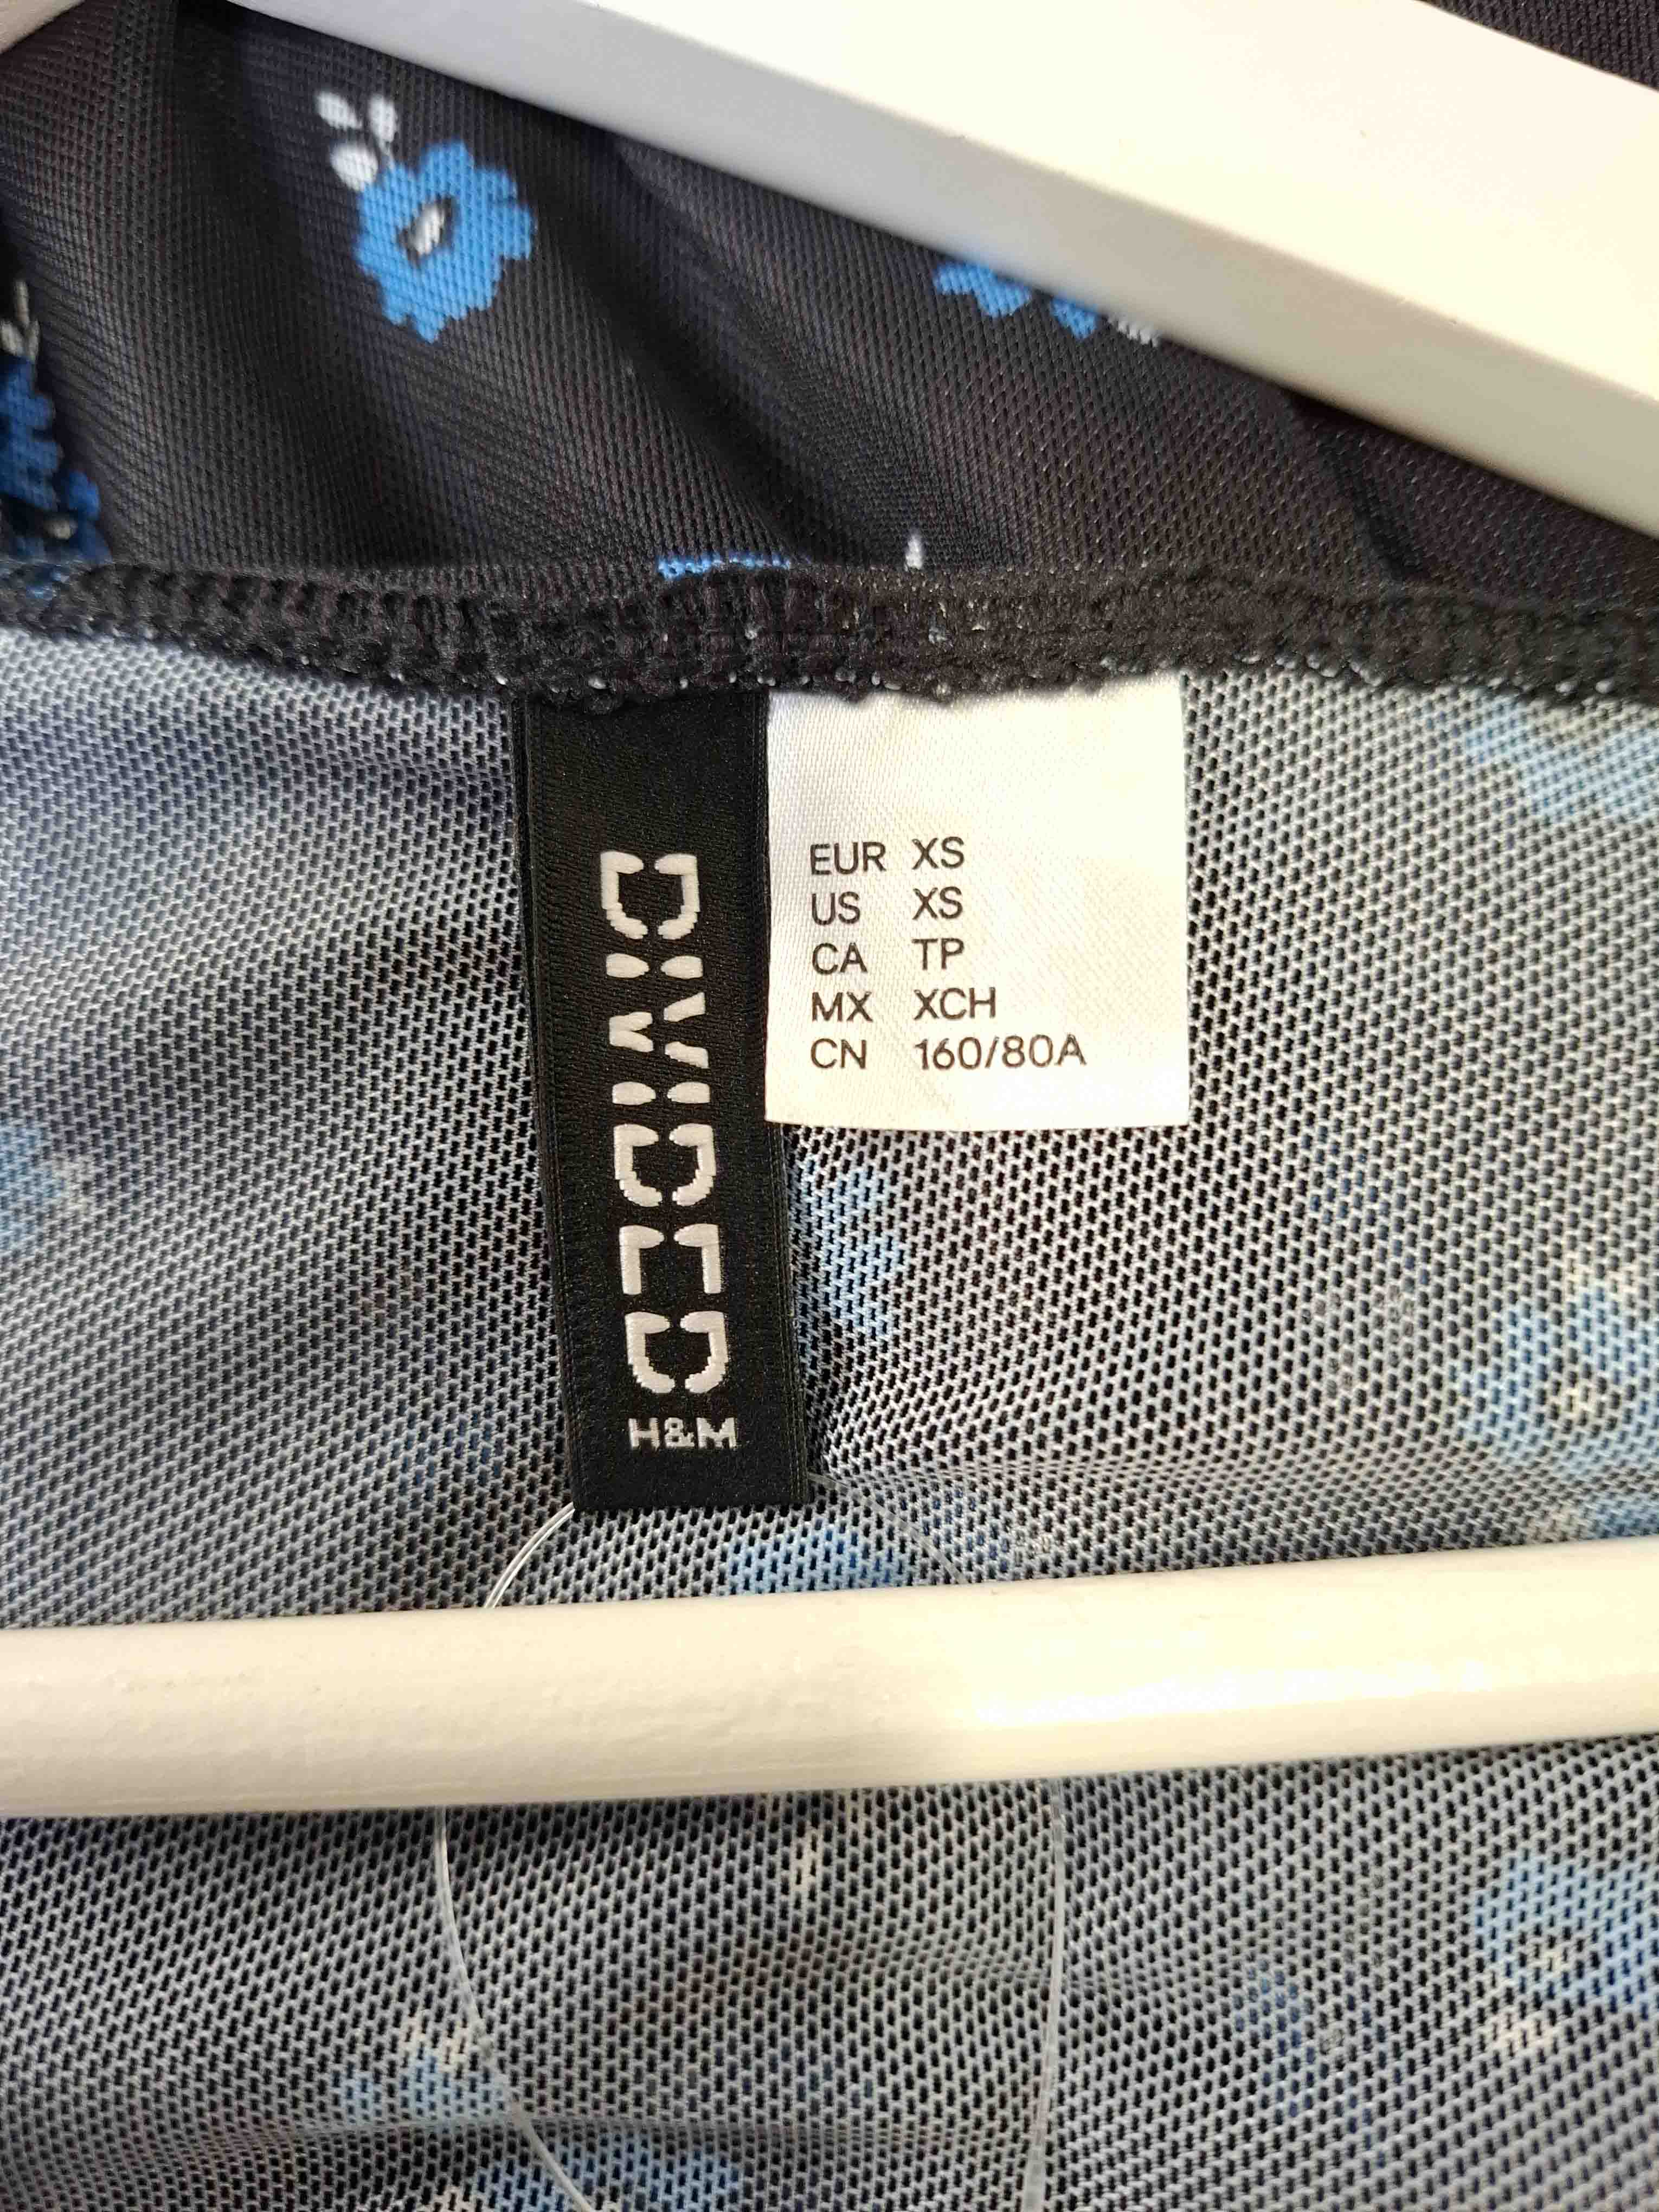 DIVIDED
H&M
EUR XS
US XS
CA TP
MX XCH
CN 160/80A